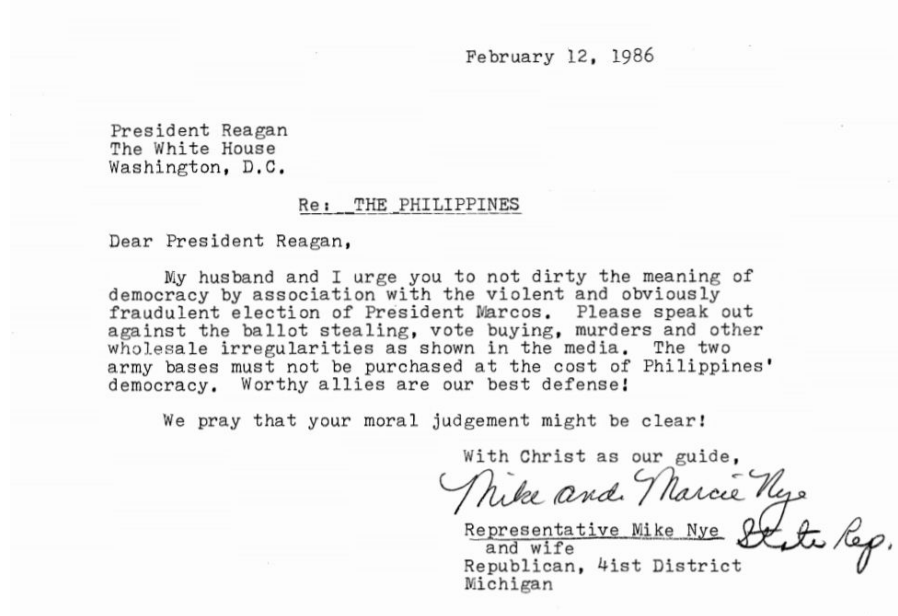 February 12, 1986
President Reagan
The White House
Washington, D.C.
Re: THE PHILIPPINES
Dear President Reagan,
My husband and I urge you to not dirty the meaning of
democracy by association with the violent and obviously
fraudulent election of President Marcos. Please speak out
against the ballot stealing, vote buying, murders and other
wholesale irregularities as shown in the media. The two
army bases must not be purchased at the cost of Philippines'
democracy. Worthy allies are our best defense!
We pray that your moral judgement might be clear!
With Christ as our guide,
Mike and Marcie Nye
Representative Mike Nye State Rep.
and wife
Republican, 41st District
Michigan